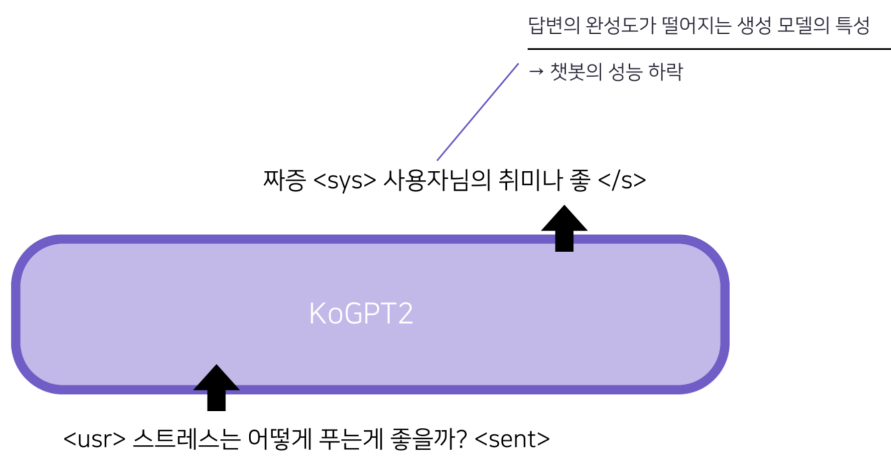 답변의 완성도가 떨어지는 생성 모델의 특성
→ 챗봇의 성능 하락
짜증 <sys> 사용자님의 취미나 좋 </s>
KoGPT2
<usr> 스트레스는 어떻게 푸는게 좋을까? <sent>